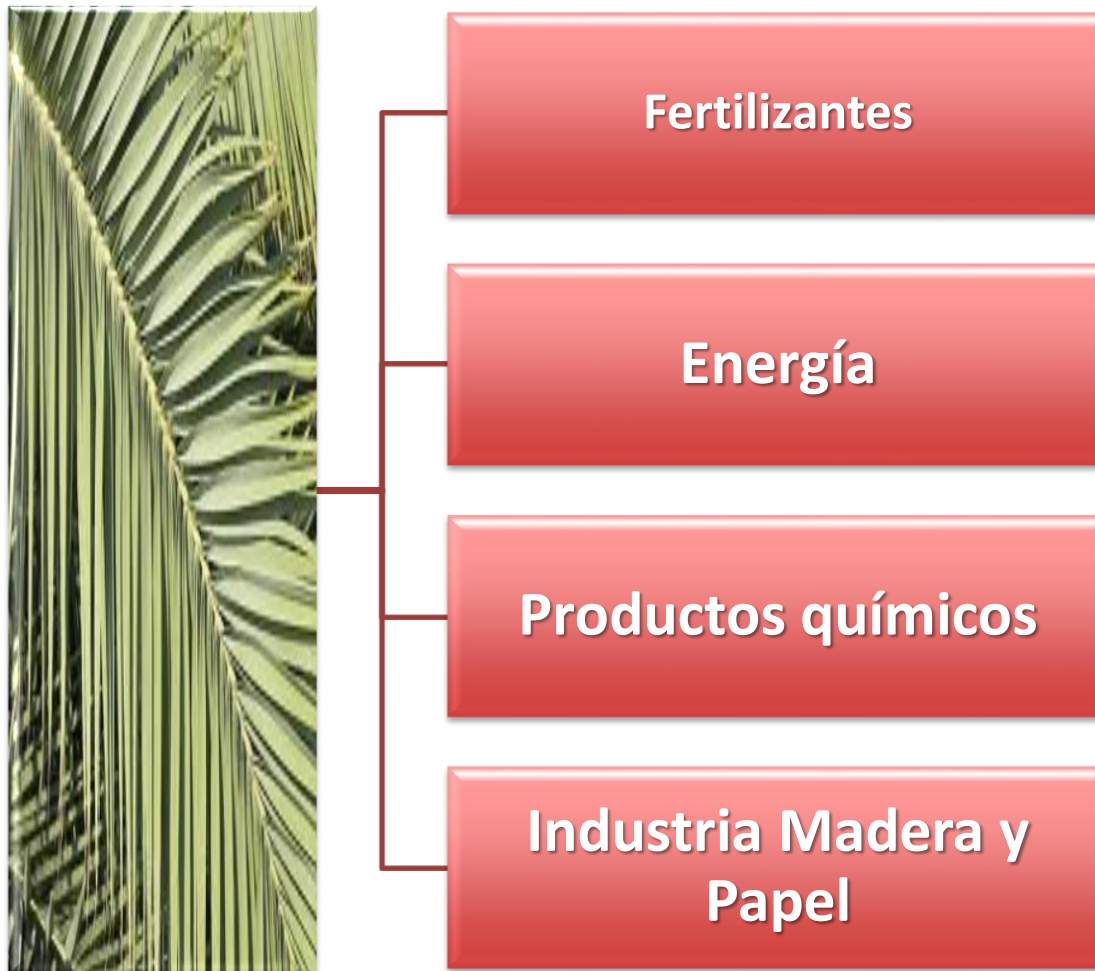 Fertilizantes
Energía
Productos químicos
Industria Madera y
Papel